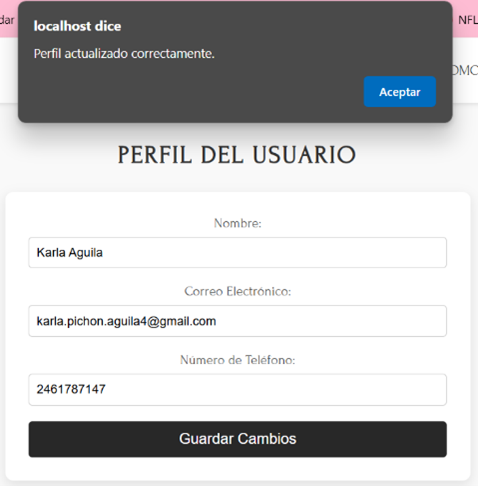 dar
localhost dice
NFL
Perfil actualizado correctamente.
Aceptar
PERFIL DEL USUARIO
Nombre:
Karla Aguila
Correo Electrónico:
karla.pichon.aguila4@gmail.com
Número de Teléfono:
2461787147
Guardar Cambios